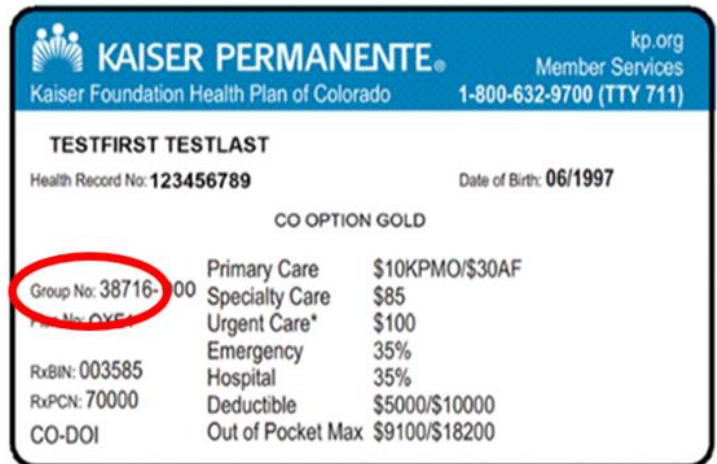 KAISER PERMANENTE®
kp.org
Member Services
Kaiser Foundation Health Plan of Colorado
1-800-632-9700 (TTY 711)
TESTFIRST TESTLAST
Health Record No: 123456789
Date of Birth: 06/1997
CO OPTION GOLD
Primary Care $10KPMO/$30AF
Group No: 38716- 00
Specialty Care $85
No:
Urgent Care* $100
Emergency 35%
RxBIN: 003585
Hospital 35%
RxPCN: 70000
Deductible $5000/$10000
CO-DOI
Out of Pocket Max $9100/$18200